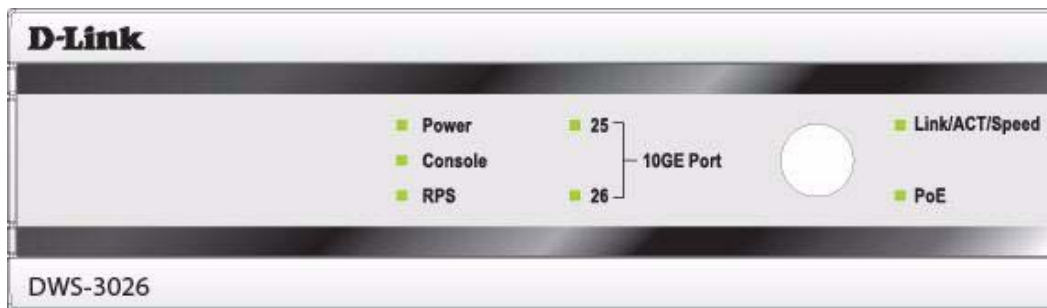 D-Link
Power
25
Link/ACT/Speed
Console
10GE Port
RPS
26
PoE
DWS-3026